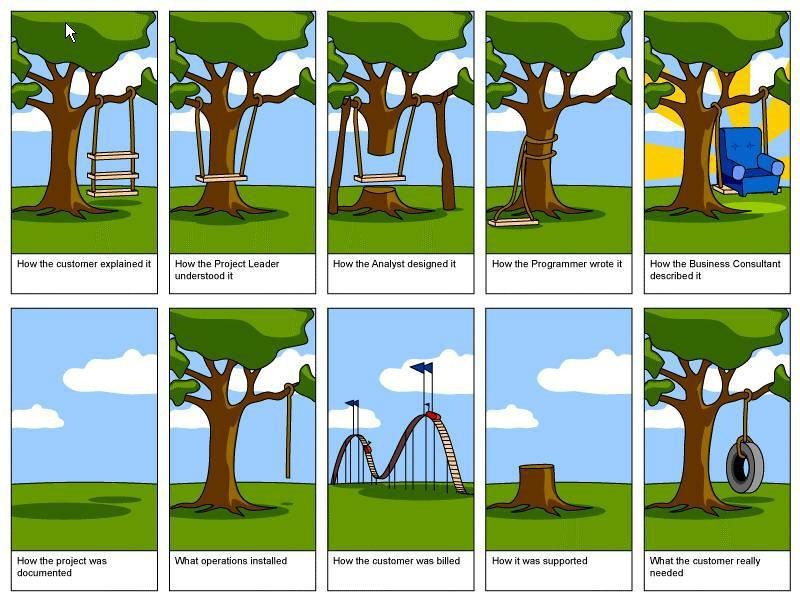 How the customer explained it
How the Project Leader
understood it
How the Analyst designed it
How the Programmer wrote it
How the Business Consultant
described it
How the project was
documented
What operations installed
How the customer was billed
How it was supported
What the customer really
needed